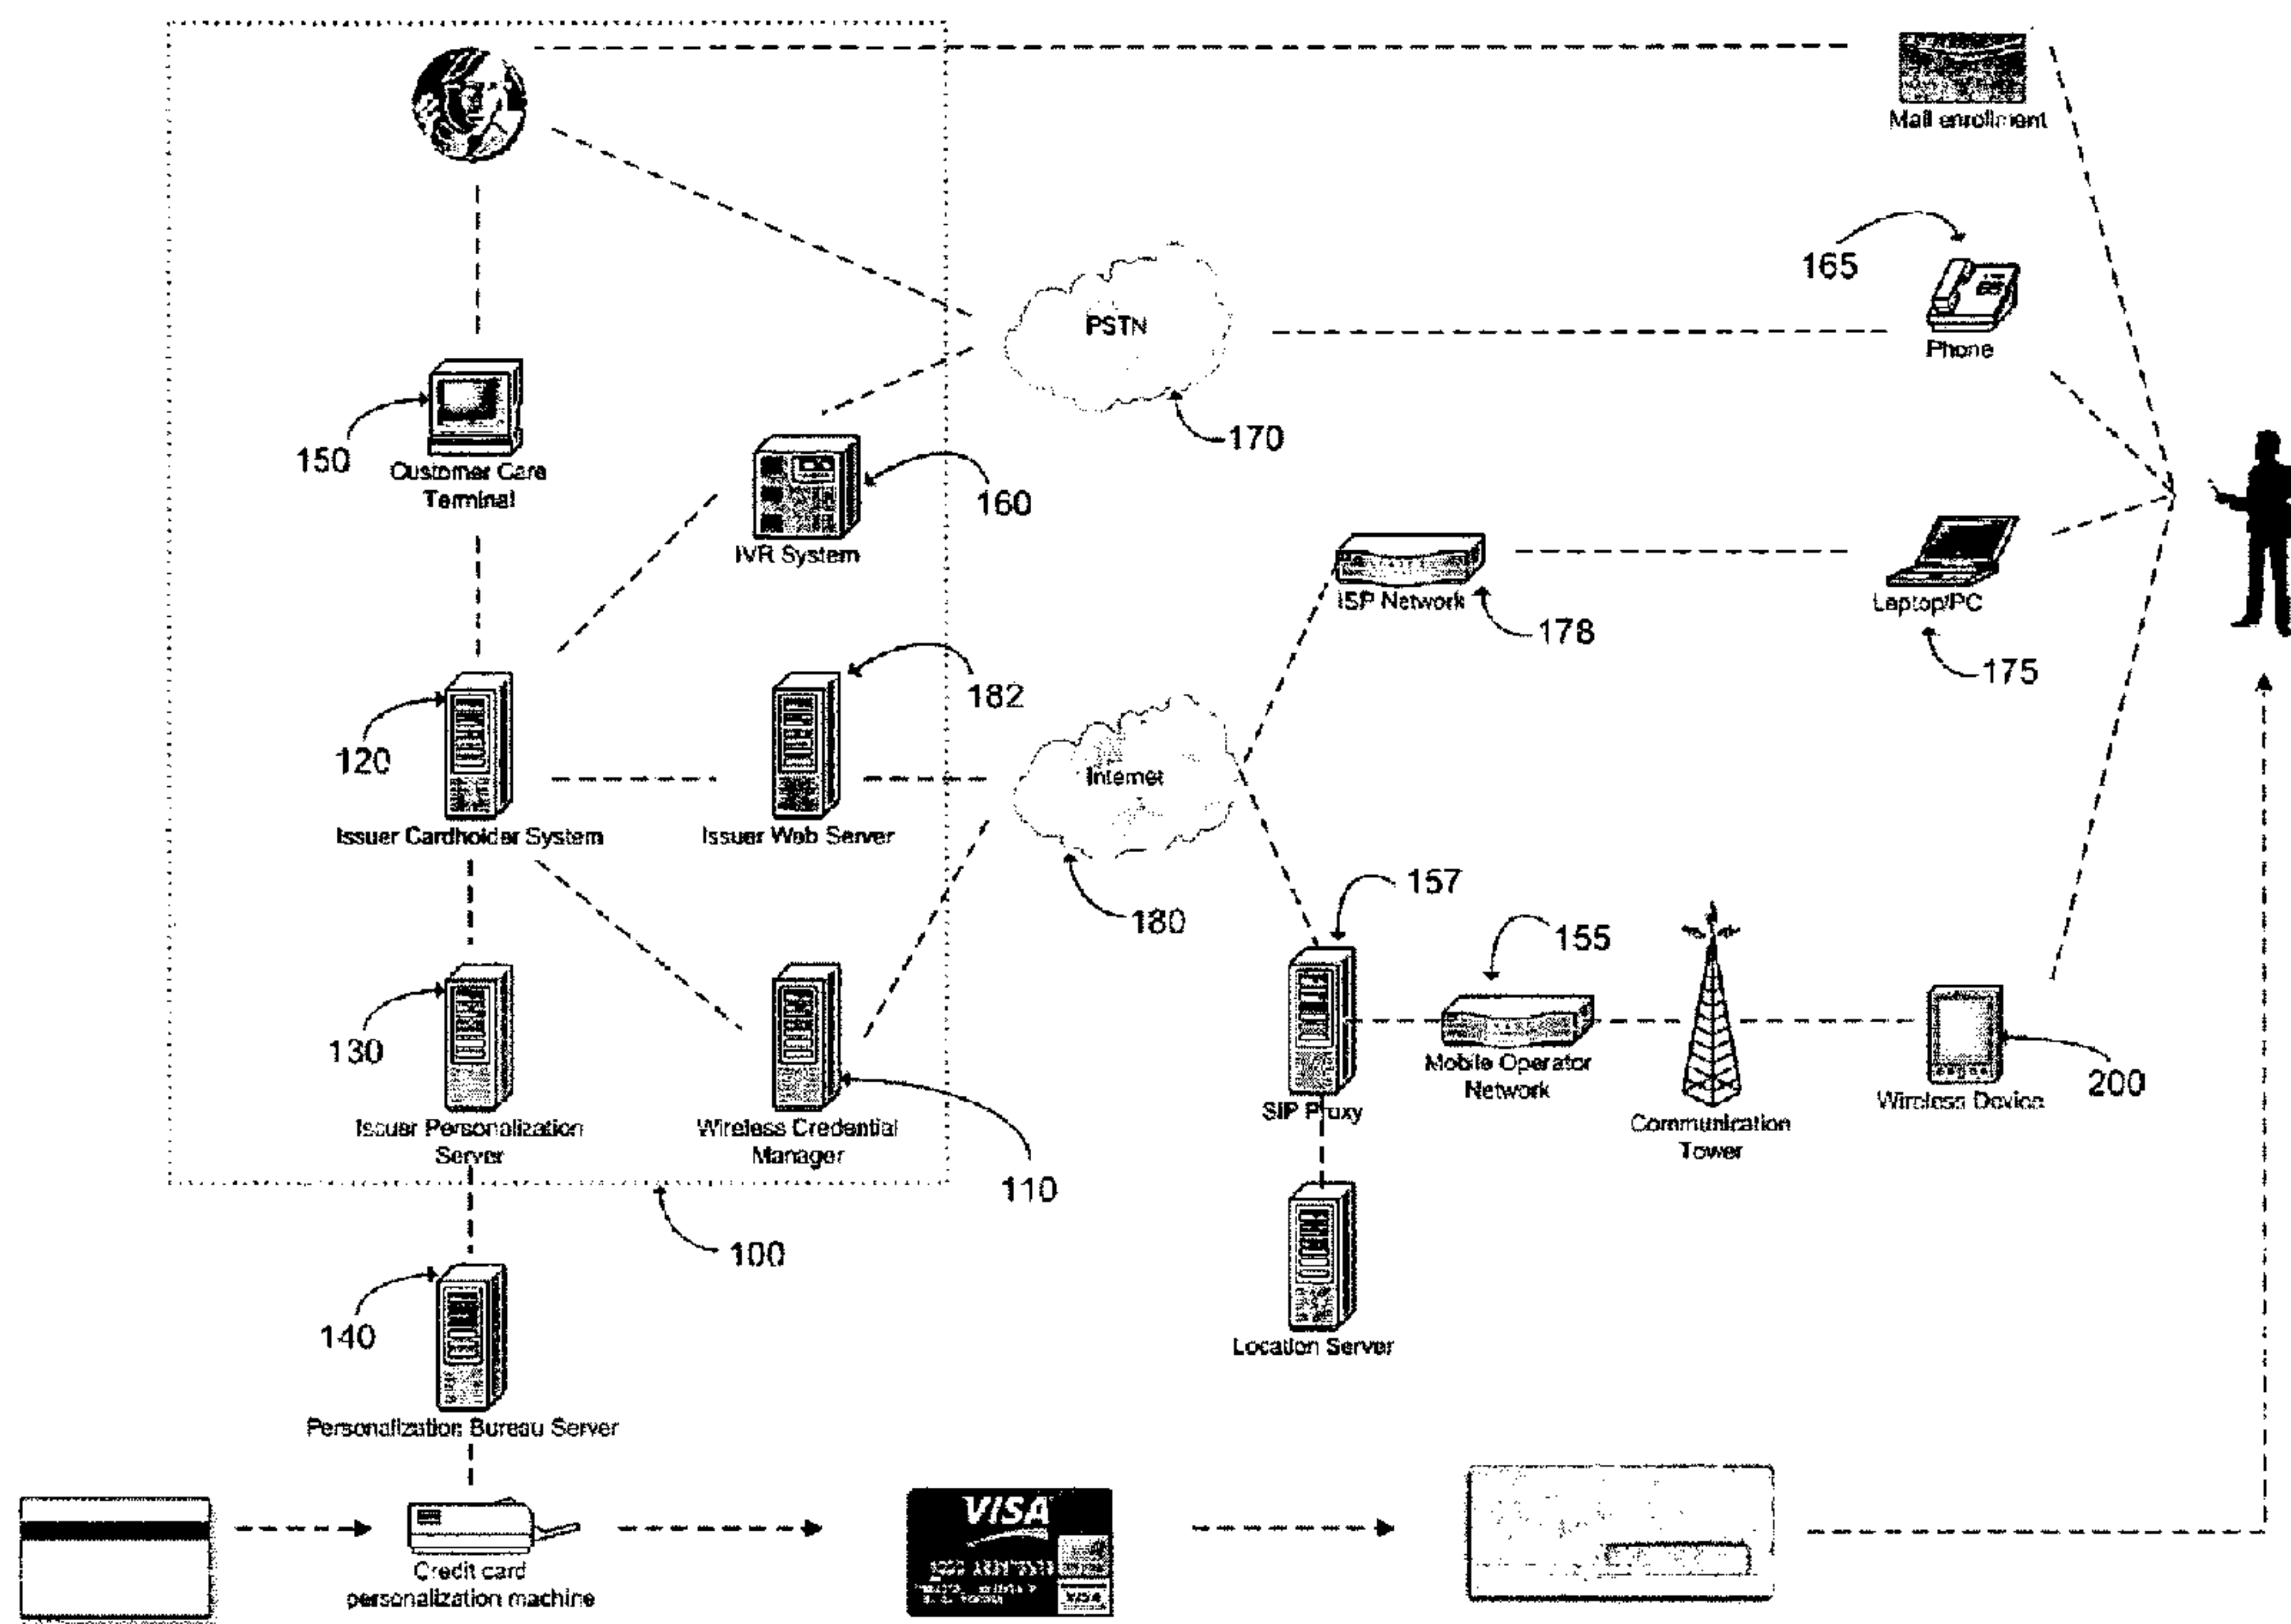 Mail enrollment
165
PSTN
Phone
170
150
Customer Care
Terminal
160
IVR System
ISP Network
178
Laptop/PC
175
182
120
Internet
Issuer Cardholder System
Issuer Web Server
157
180
155
130
Mobile Operator
Network
200
SIP Proxy
Wireless Device
Communication
Tower
Issuer Personalization
Server
Wireless Credential
Manager
110
100
140
Location Server
Personalization Bureau Server
VISA
Credit card
personalization machine
VISA